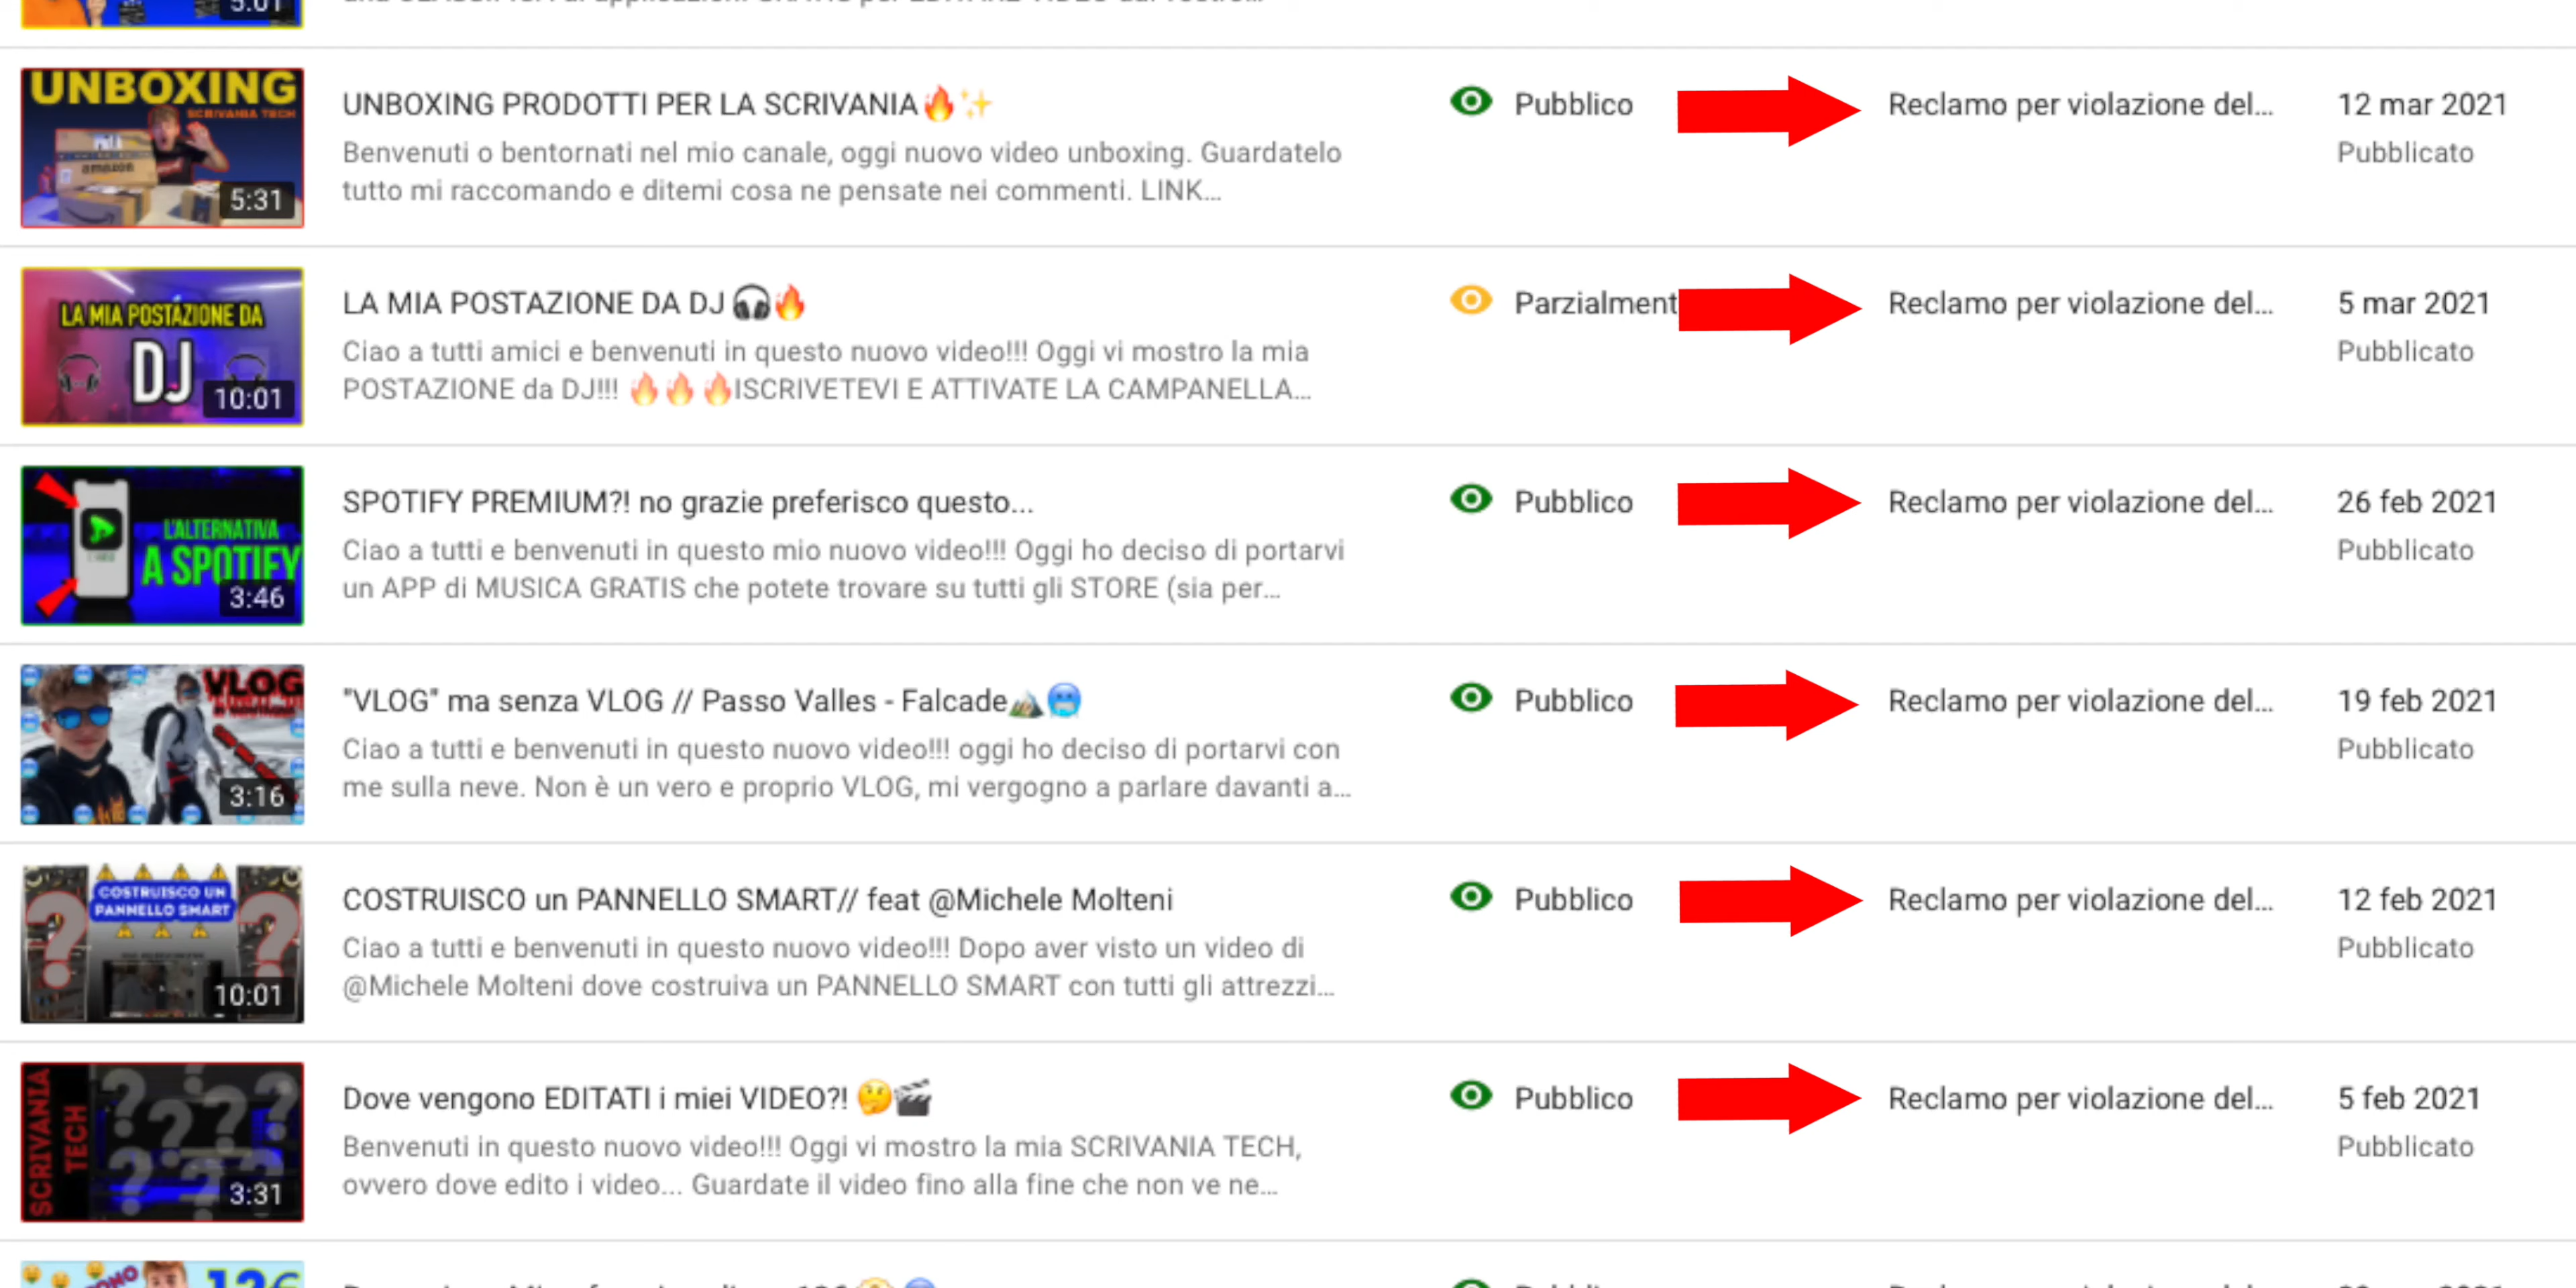 5:01
UNBOXING
SCRIVANIA TECH
amazon
5:31
UNBOXING PRODOTTI PER LA SCRIVANIA🔥✨
Benvenuti o bentornati nel mio canale, oggi nuovo video unboxing. Guardatelo
tutto mi raccomando e ditemi cosa ne pensate nei commenti. LINK...
Pubblico
Reclamo per violazione del...
12 mar 2021
Pubblicato
LA MIA POSTAZIONE DA
DJ
10:01
LA MIA POSTAZIONE DA DJ 🎧🔥
Ciao a tutti amici e benvenuti in questo nuovo video!!! Oggi vi mostro la mia
POSTAZIONE da DJ!!! 🔥🔥 🔥ISCRIVETEVI E ATTIVATE LA CAMPANELLA...
Parzialment
Reclamo per violazione del...
5 mar 2021
Pubblicato
L'ALTERNATIVA
A SPOTIFY
3:46
SPOTIFY PREMIUM?! no grazie preferisco questo...
Ciao a tutti e benvenuti in questo mio nuovo video!!! Oggi ho deciso di portarvi
un APP di MUSICA GRATIS che potete trovare su tutti gli STORE (sia per...
Pubblico
Reclamo per violazione del...
26 feb 2021
Pubblicato
VLOG
3:16
"VLOG" ma senza VLOG // Passo Valles - Falcade🏔️🥶
Ciao a tutti e benvenuti in questo nuovo video!!! oggi ho deciso di portarvi con
me sulla neve. Non è un vero e proprio VLOG, mi vergogno a parlare davanti a...
Pubblico
Reclamo per violazione del...
19 feb 2021
Pubblicato
COSTRUISCO UN
PANNELLO SMART
10:01
COSTRUISCO un PANNELLO SMART// feat @Michele Molteni
Ciao a tutti e benvenuti in questo nuovo video!!! Dopo aver visto un video di
@Michele Molteni dove costruiva un PANNELLO SMART con tutti gli attrezzi...
Pubblico
Reclamo per violazione del...
12 feb 2021
Pubblicato
SCRIVANIA
TECH
3:31
Dove vengono EDITATI i miei VIDEO?! 🤔🎬
Benvenuti in questo nuovo video!!! Oggi vi mostro la mia SCRIVANIA TECH,
ovvero dove edito i video... Guardate il video fino alla fine che non ve ne...
Pubblico
Reclamo per violazione del...
5 feb 2021
Pubblicato